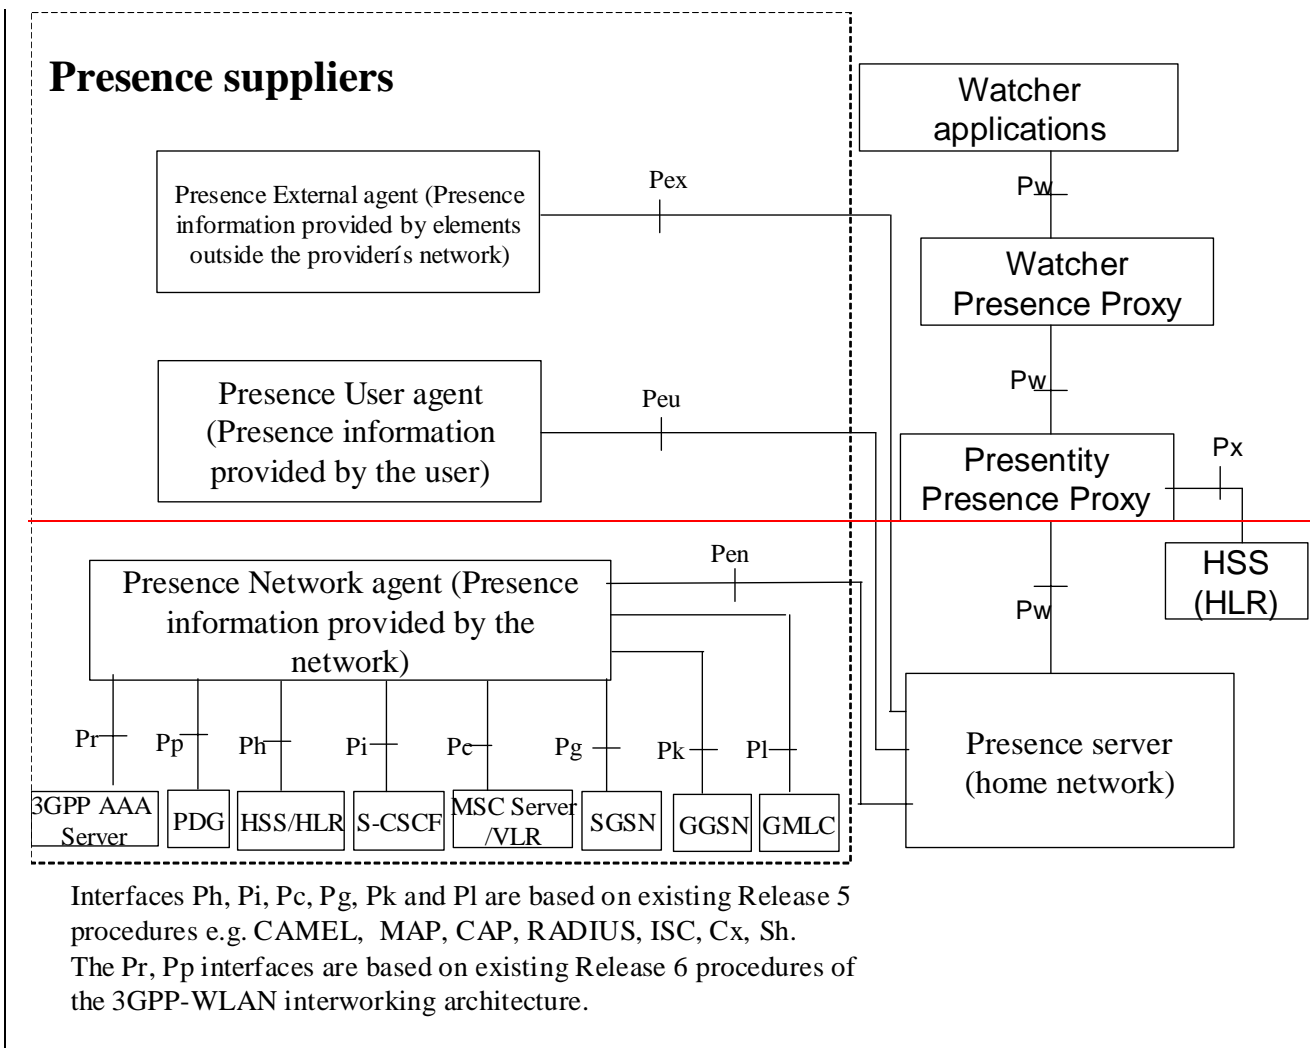 Presence suppliers
Watcher
applications
Presence External agent (Presence
information provided by elements
outside the providerís network)
Pex
Pw
Watcher
Presence Proxy
Presence User agent
(Presence information
provided by the user)
Peu
Pw
Presentity
Presence Proxy
Px
HSS
(HLR)
Presence Network agent (Presence
information provided by the
network)
Pen
Pw
Pr
Pp
Ph
Pi
Pc
Pg
Pk
Pl
Presence server
(home network)
3GPP AAA
Server
PDG
HSS/HLR
S-CSCF
MSC Server
/VLR
SGSN
GGSN
GMLC
Interfaces Ph, Pi, Pc, Pg, Pk and Pl are based on existing Release 5
procedures e.g. CAMEL, MAP, CAP, RADIUS, ISC, Cx, Sh.
The Pr, Pp interfaces are based on existing Release 6 procedures of
the 3GPP-WLAN interworking architecture.